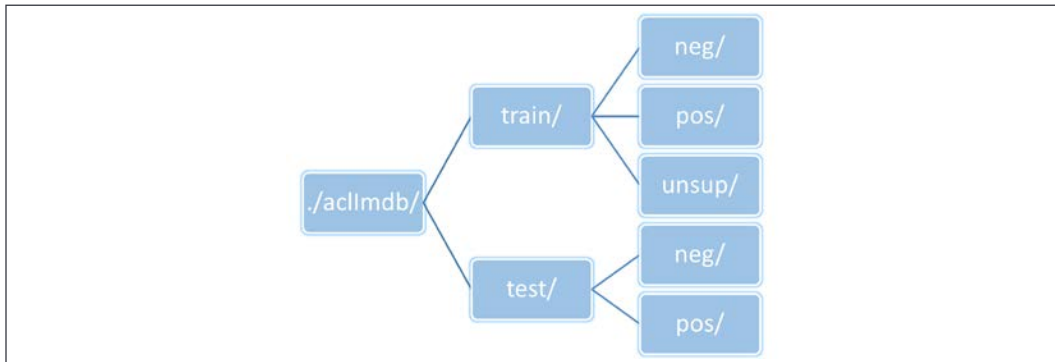 neg/
train/
pos/
unsup/
./aclImdb/
neg/
test/
pos/